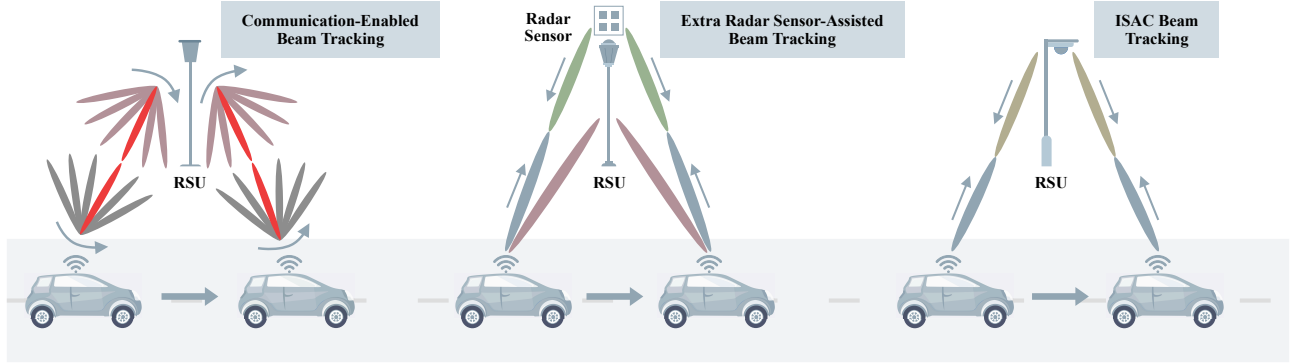 Communication-Enabled
Beam Tracking
RSU
Radar
Sensor
Extra Radar Sensor-Assisted
Beam Tracking
RSU
ISAC Beam
Tracking
RSU